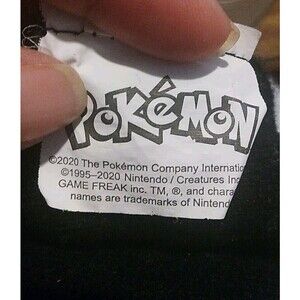 POKéMON
©2020 The Pokémon Company Internatio
©1995–2020 Nintendo / Creatures Inc
GAME FREAK inc. TM, ®, and chara
names are trademarks of Nintend